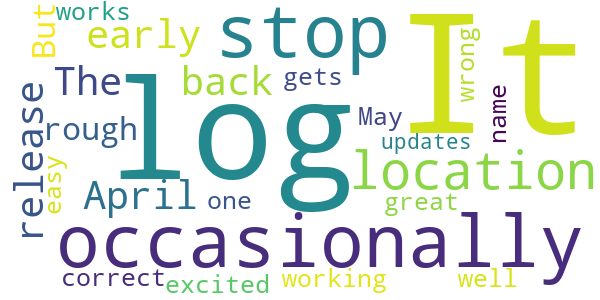 works
But
early
stop
It
wrong
The
back
gets
log
name
release
rough
May
updates
easy
April
one
location
great
occasionally
correct
excited
working
well